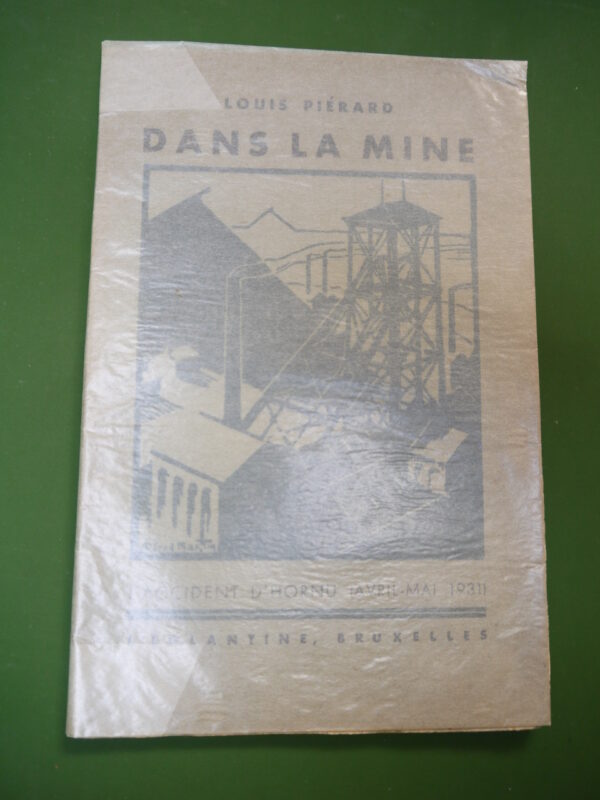 LOUIS PIÉRARD
DANS LA MINE
ACCIDENT D'HORNU (AVRIL-MAI 1931)
BRUXELLES